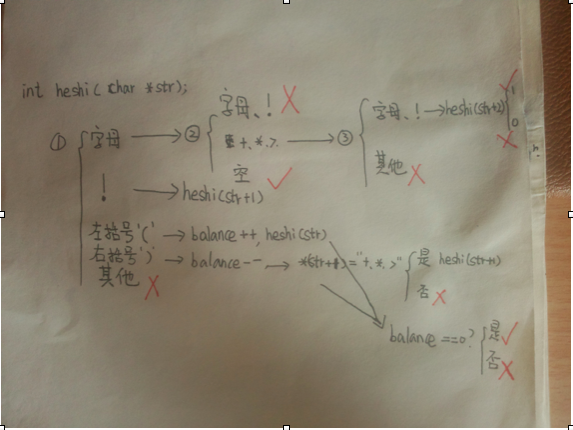 int heshi(char *str);
① 字母 → ② 字母、! X
+.*.> → ③ 字母、! → heshi(str+2) 1 0
空 ✓
其他 X
! → heshi(str+1)
左括号'(' → balance++, heshi(str)
右括号')' → balance-- → *(str+1)="+.*.>" 是 heshi(str+1)
否 X
其他 X
balance ==0? 是 ✓
否 X